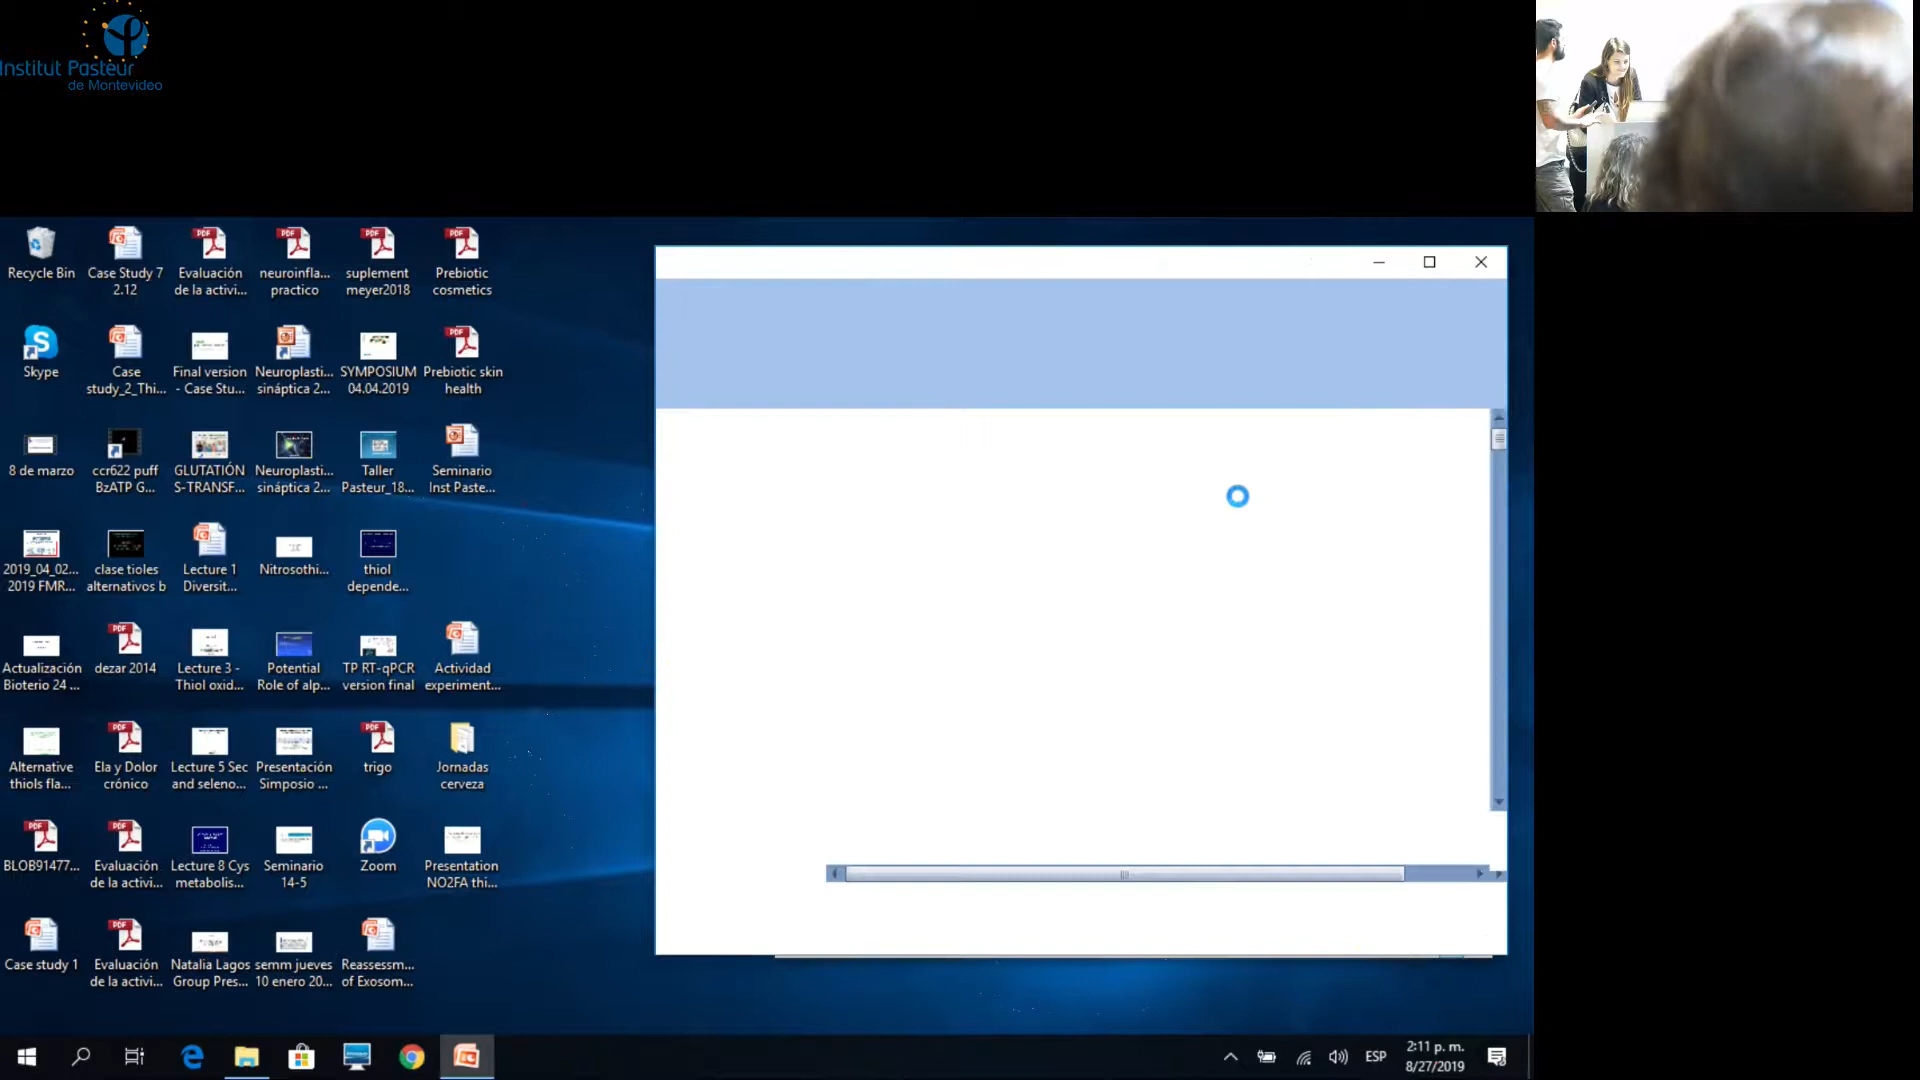 Institut Pasteur
de Montevideo
Recycle Bin
Case Study 7
2.12
Evaluación
de la activi...
neuroinfla...
practico
suplement
meyer2018
Prebiotic
cosmetics
Skype
Case
study_2_Thi...
Final version
- Case Stu...
Neuroplasti...
sináptica 2...
SYMPOSIUM
04.04.2019
Prebiotic skin
health
8 de marzo
ccr622 puff
BzATP G...
GLUTATIÓN
S-TRANSF...
Neuroplasti...
sináptica 2...
Taller
Pasteur_18...
Seminario
Inst Paste...
2019_04_02...
2019 FMR...
clase tioles
alternativos b
Lecture 1
Diversit...
Nitrosothi...
thiol
depende...
Actualización
Bioterio 24 ...
dezar 2014
Lecture 3 -
Thiol oxid...
Potential
Role of alp...
TP RT-qPCR
version final
Actividad
experiment...
Alternative
thiols fla...
Ela y Dolor
crónico
Lecture 5 Sec
and seleno...
Presentación
Simposio ...
trigo
Jornadas
cerveza
BLOB91477...
Evaluación
de la activi...
Lecture 8 Cys
metabolis...
Seminario
14-5
Zoom
Presentation
NO2FA thi...
Case study 1
Evaluación
de la activi...
Natalia Lagos
Group Pres...
semm jueves
10 enero 20...
Reassessm...
of Exosom...
ESP
2:11 p. m.
8/27/2019